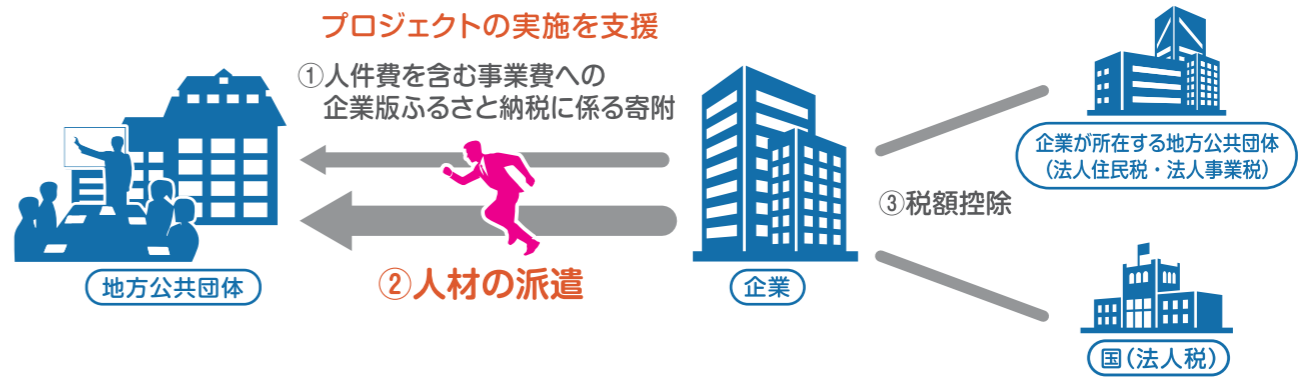 プロジェクトの実施を支援
①人件費を含む事業費への
企業版ふるさと納税に係る寄附
②人材の派遣
地方公共団体
企業
③税額控除
企業が所在する地方公共団体
（法人住民税・法人事業税）
国（法人税）